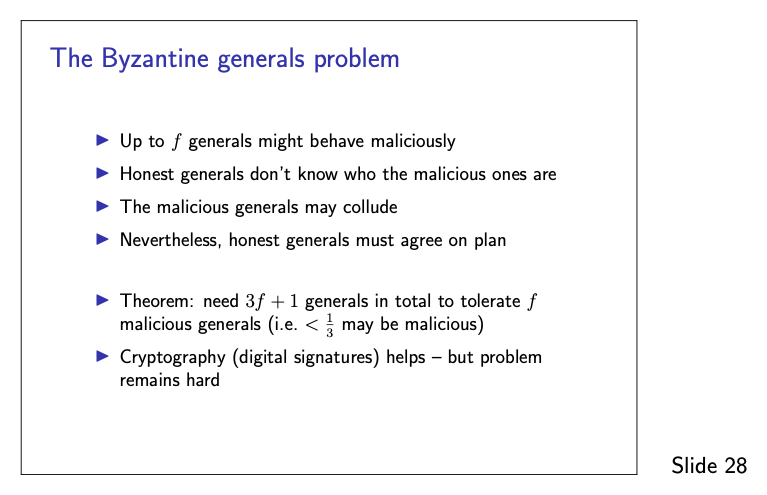 The Byzantine generals problem
▶ Up to f generals might behave maliciously
▶ Honest generals don't know who the malicious ones are
▶ The malicious generals may collude
▶ Nevertheless, honest generals must agree on plan
▶ Theorem: need 3f + 1 generals in total to tolerate f
malicious generals (i.e. < 1/3 may be malicious)
▶ Cryptography (digital signatures) helps – but problem
remains hard
Slide 28